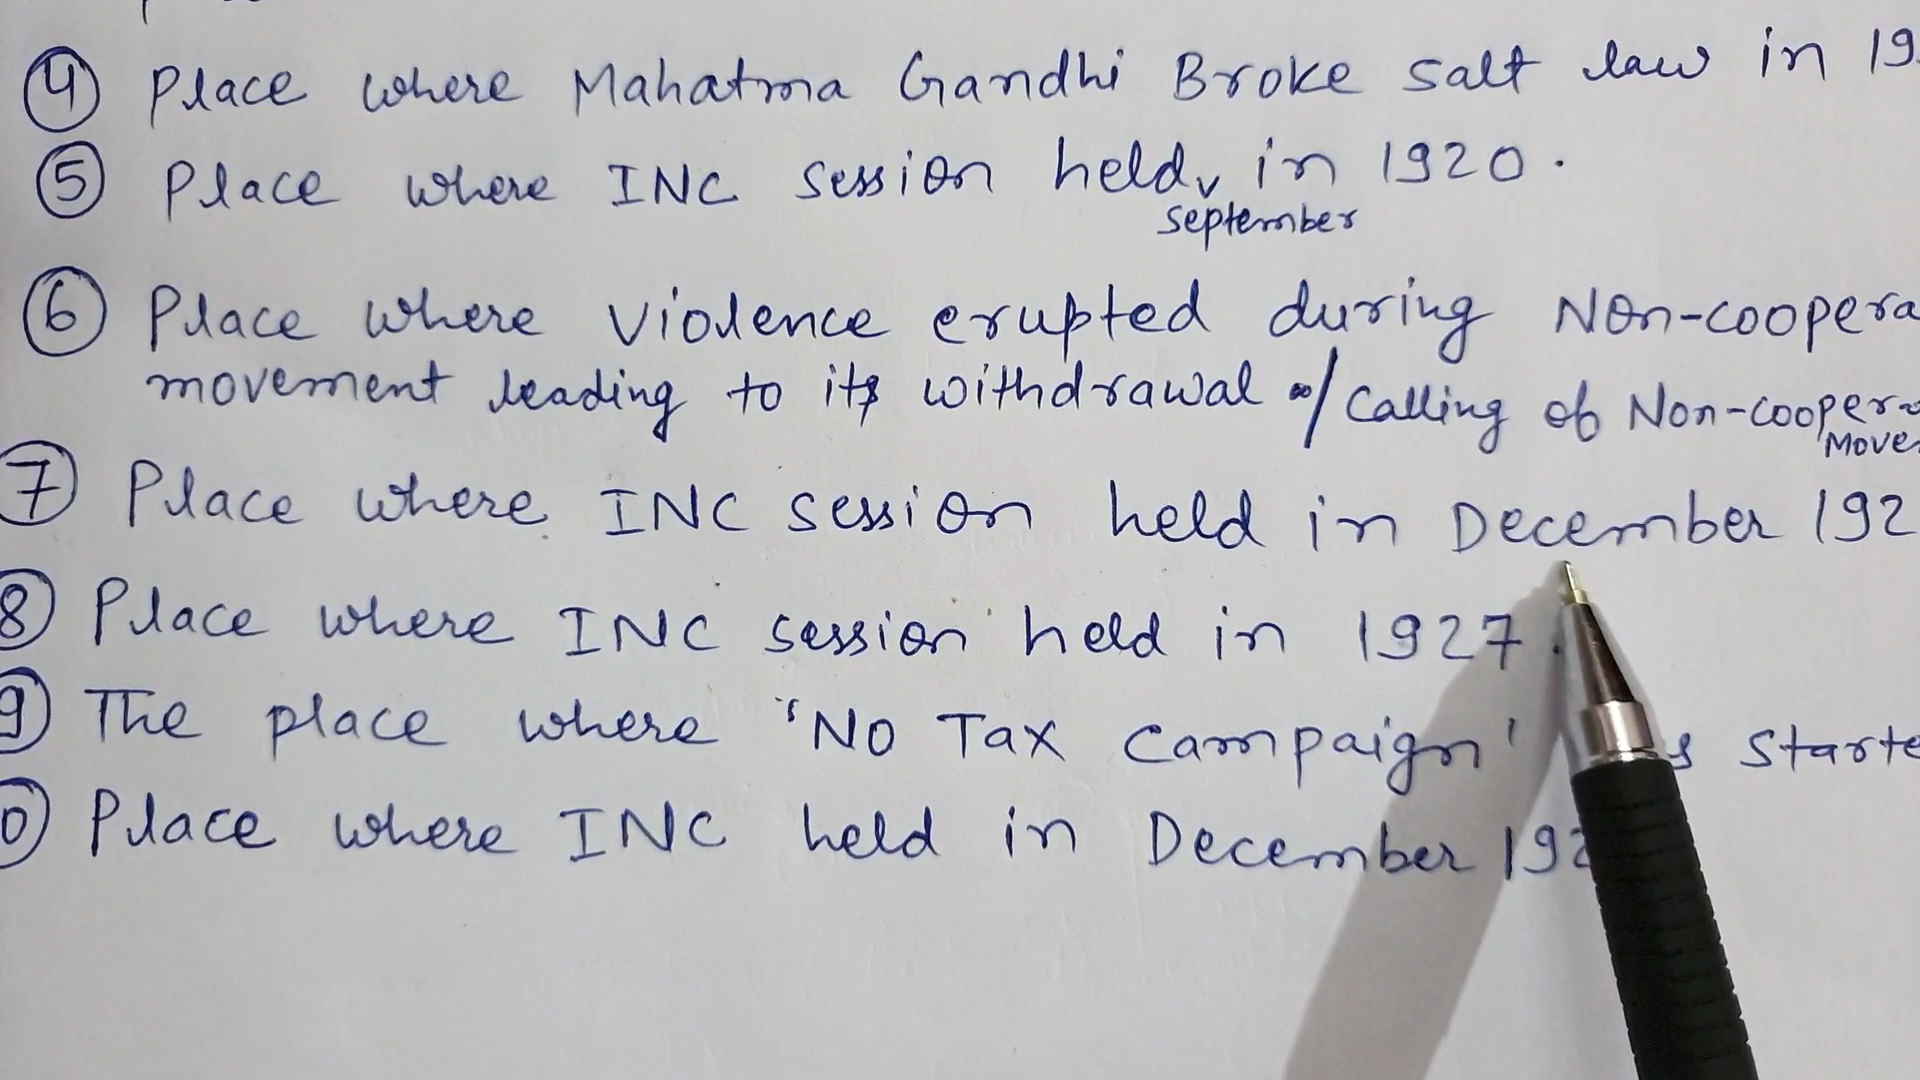 4 Place where Mahatma Gandhi Broke salt law in 19
5 Place where INC session held in 1920.
september
6 Place where violence erupted during Non-coopera
movement leading to its withdrawal / Calling of Non-cooper
Move
7 Place where INC session held in December 192
8 Place where INC session held in 1927.
9 The place where 'No Tax Campaign' starte
0 Place where INC held in December 192